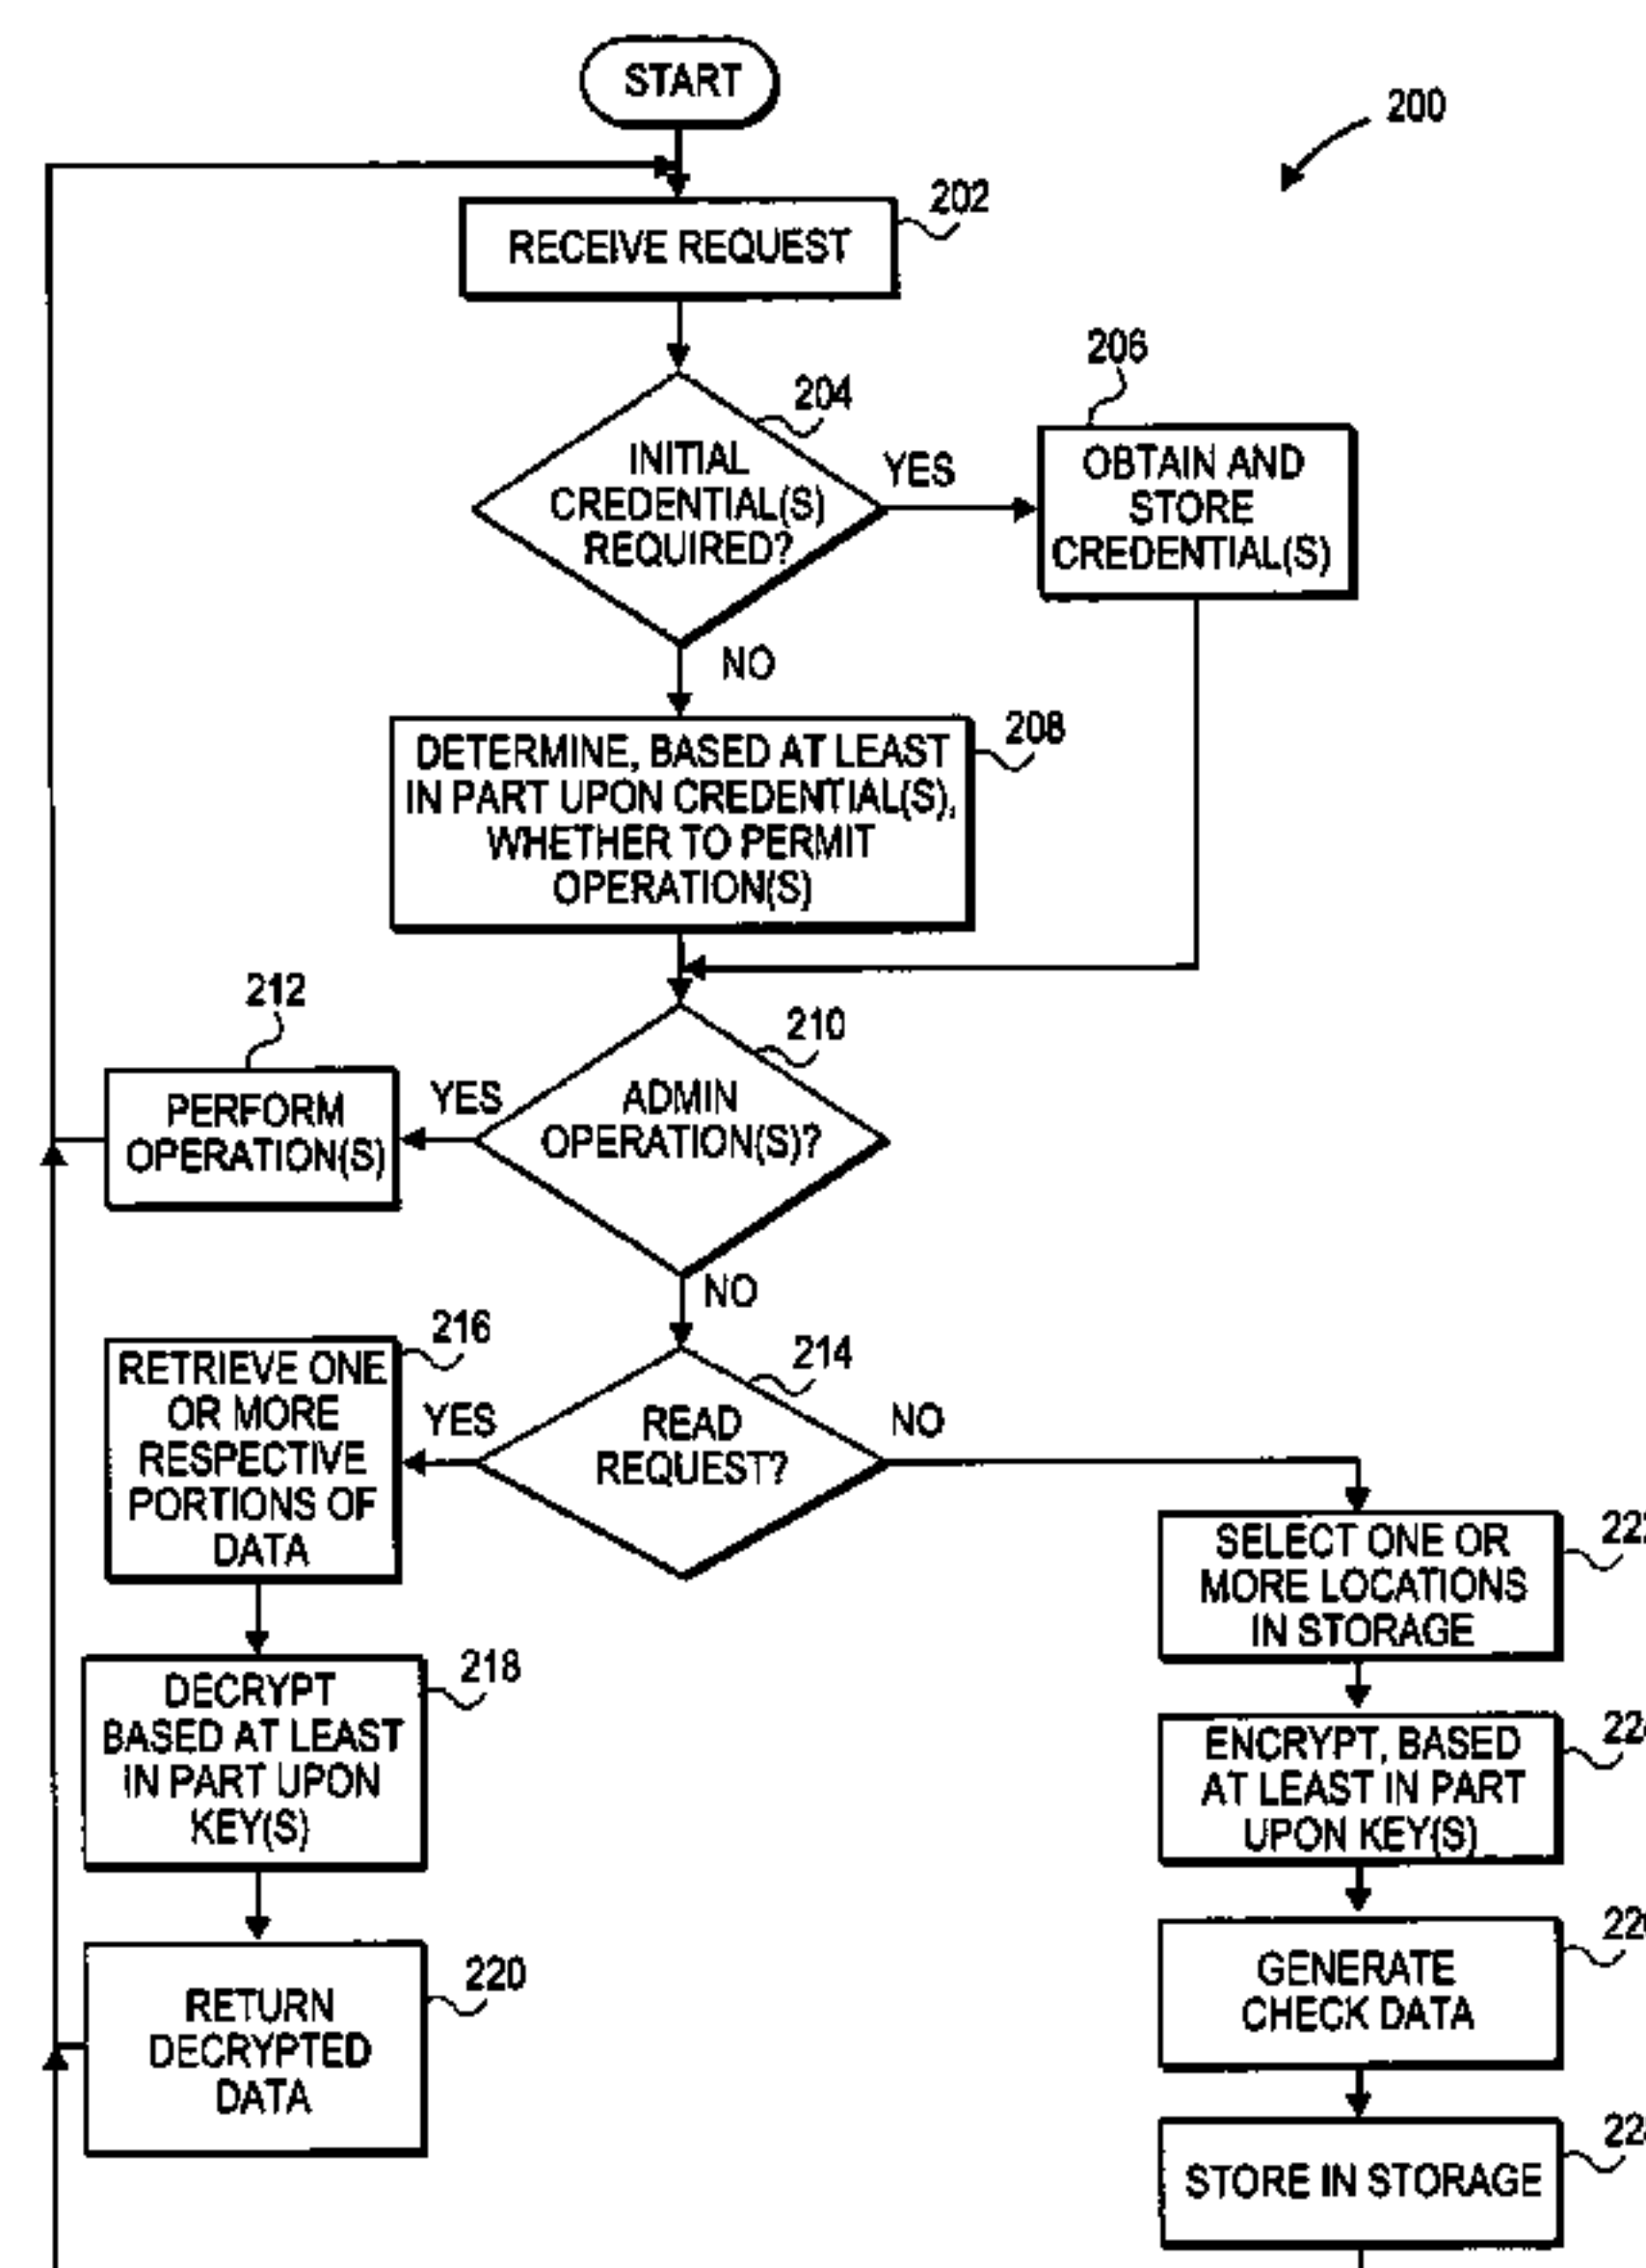 START
200
202
RECEIVE REQUEST
206
204
INITIAL
CREDENTIAL(S)
REQUIRED?
YES
OBTAIN AND
STORE
CREDENTIAL(S)
NO
208
DETERMINE, BASED AT LEAST
IN PART UPON CREDENTIAL(S),
WHETHER TO PERMIT
OPERATION(S)
212
210
PERFORM
OPERATION(S)
YES
ADMIN
OPERATION(S)?
NO
216
214
RETRIEVE ONE
OR MORE
RESPECTIVE
PORTIONS OF
DATA
YES
READ
REQUEST?
NO
SELECT ONE OR
MORE LOCATIONS
IN STORAGE
218
DECRYPT
BASED AT LEAST
IN PART UPON
KEY(S)
ENCRYPT, BASED
AT LEAST IN PART
UPON KEY(S)
220
RETURN
DECRYPTED
DATA
GENERATE
CHECK DATA
STORE IN STORAGE